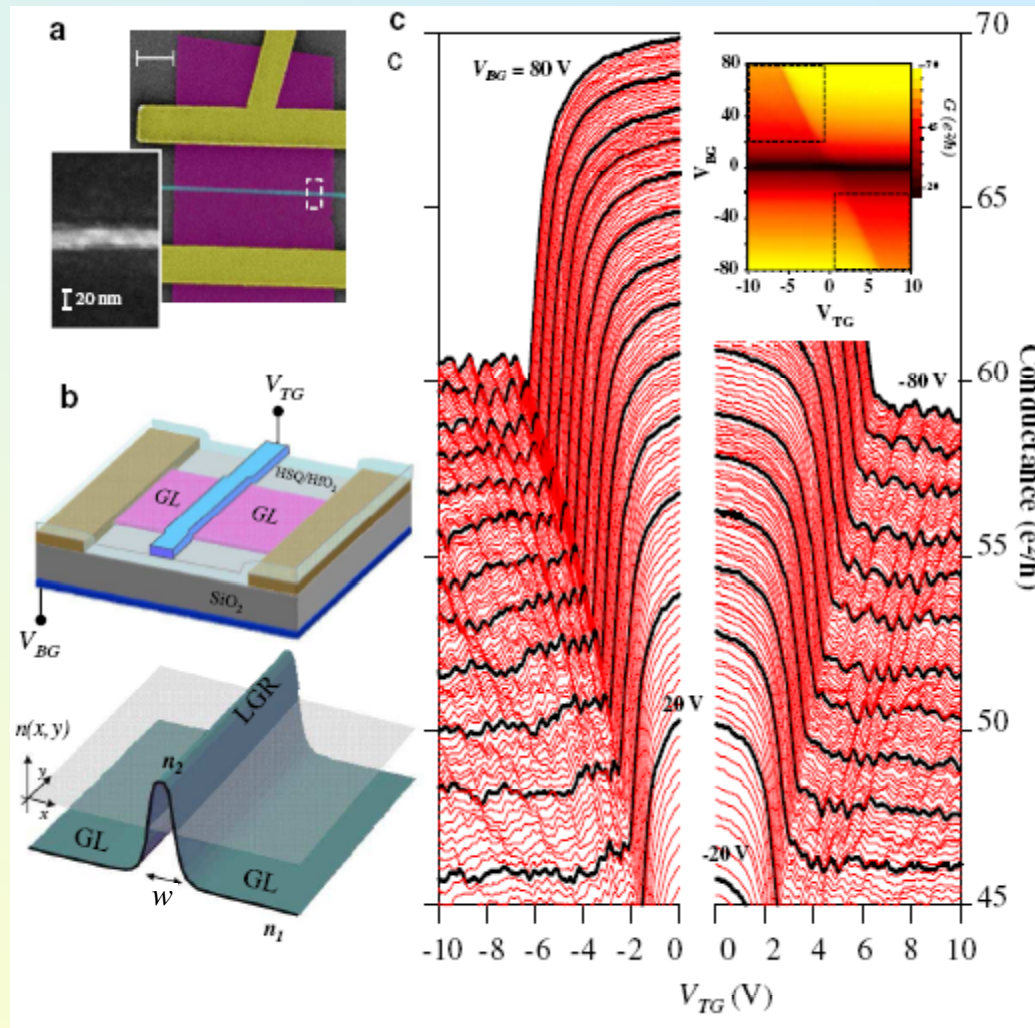 a
20 nm
b
V_TG
HSQ/HfO₂
GL
GL
SiO₂
V_BG
n(x, y)
y
x
LGR
n₂
GL
GL
w
n₁
c
C
V_BG = 80 V
20 V
-20 V
-80 V
80
40
0
-40
-80
V_BG
-10 -5 0 5 10
V_TG
G (e²/h)
70
65
60
55
50
45
Conductance (e²/h)
-10 -8 -6 -4 -2 0
0 2 4 6 8 10
V_TG (V)